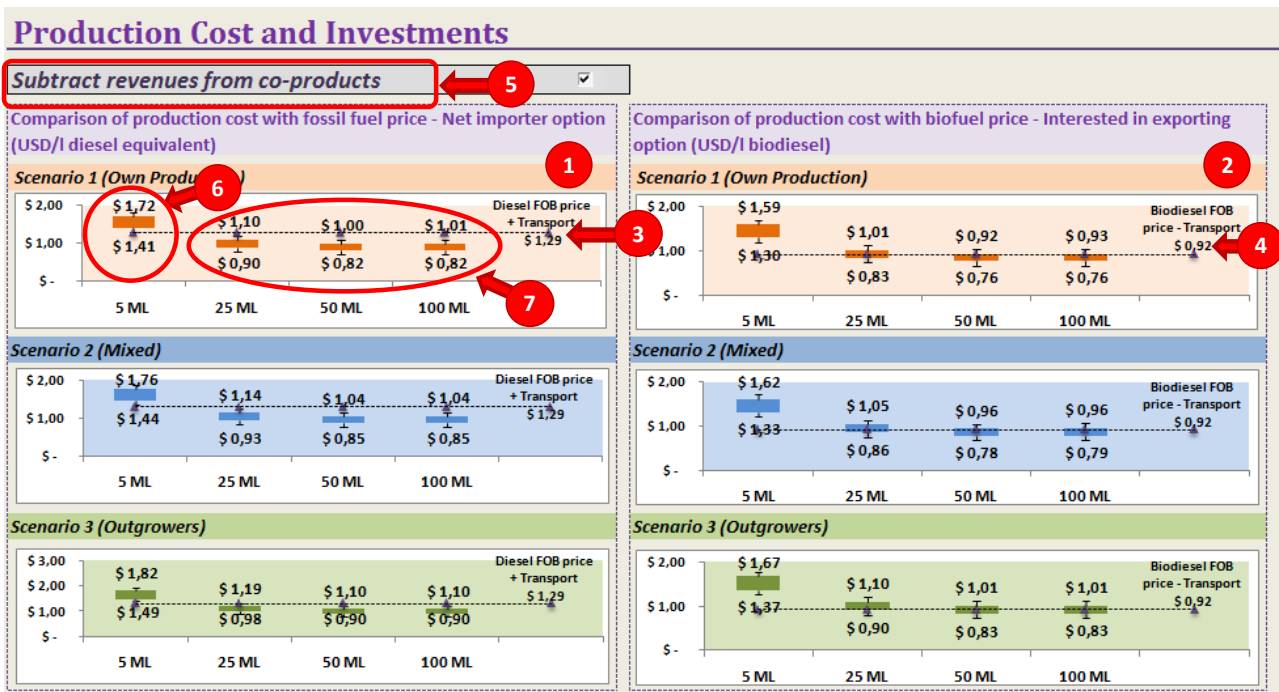 Production Cost and Investments
Subtract revenues from co-products
5
Comparison of production cost with fossil fuel price - Net importer option
(USD/l diesel equivalent)
1
Scenario 1 (Own Produ )
6
$ 2,00
$ 1,00
$ -
$ 1,72
$ 1,41
$ 1,10
$ 0,90
$ 1,00
$ 0,82
$ 1,01
$ 0,82
Diesel FOB price
+ Transport
$ 1,29
3
7
5 ML 25 ML 50 ML 100 ML
Scenario 2 (Mixed)
$ 2,00
$ 1,00
$ -
$ 1,76
$ 1,44
$ 1,14
$ 0,93
$ 1,04
$ 0,85
$ 1,04
$ 0,85
Diesel FOB price
+ Transport
$ 1,29
5 ML 25 ML 50 ML 100 ML
Scenario 3 (Outgrowers)
$ 3,00
$ 2,00
$ 1,00
$ -
$ 1,82
$ 1,49
$ 1,19
$ 0,98
$ 1,10
$ 0,90
$ 1,10
$ 0,90
Diesel FOB price
+ Transport
$ 1,29
5 ML 25 ML 50 ML 100 ML
Comparison of production cost with biofuel price - Interested in exporting
option (USD/l biodiesel)
2
Scenario 1 (Own Production)
$ 2,00
$ 1,00
$ -
$ 1,59
$ 1,30
$ 1,01
$ 0,83
$ 0,92
$ 0,76
$ 0,93
$ 0,76
Biodiesel FOB
price - Transport
$ 0,92
4
5 ML 25 ML 50 ML 100 ML
Scenario 2 (Mixed)
$ 2,00
$ 1,00
$ -
$ 1,62
$ 1,33
$ 1,05
$ 0,86
$ 0,96
$ 0,78
$ 0,96
$ 0,79
Biodiesel FOB
price - Transport
$ 0,92
5 ML 25 ML 50 ML 100 ML
Scenario 3 (Outgrowers)
$ 2,00
$ 1,00
$ -
$ 1,67
$ 1,37
$ 1,10
$ 0,90
$ 1,01
$ 0,83
$ 1,01
$ 0,83
Biodiesel FOB
price - Transport
$ 0,92
5 ML 25 ML 50 ML 100 ML